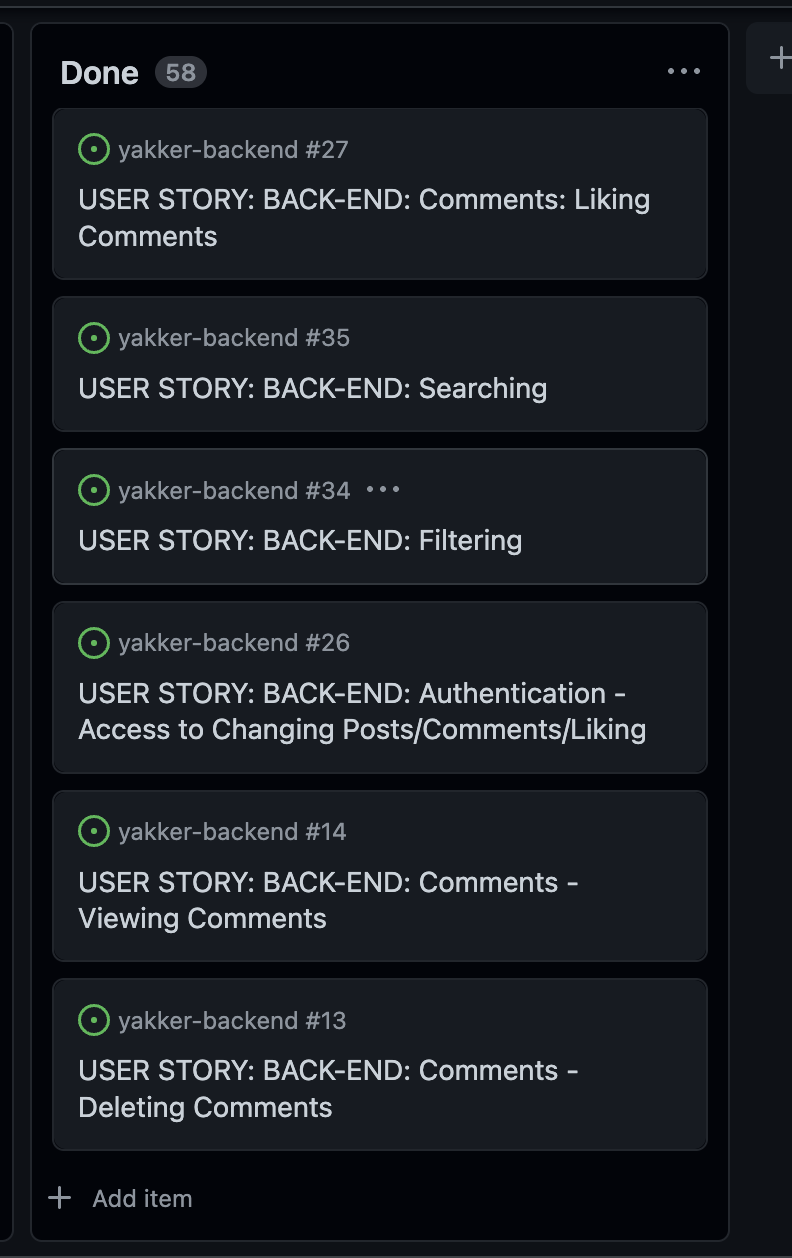 Done 58
yakker-backend #27
USER STORY: BACK-END: Comments: Liking
Comments
yakker-backend #35
USER STORY: BACK-END: Searching
yakker-backend #34
USER STORY: BACK-END: Filtering
yakker-backend #26
USER STORY: BACK-END: Authentication -
Access to Changing Posts/Comments/Liking
yakker-backend #14
USER STORY: BACK-END: Comments -
Viewing Comments
yakker-backend #13
USER STORY: BACK-END: Comments -
Deleting Comments
Add item